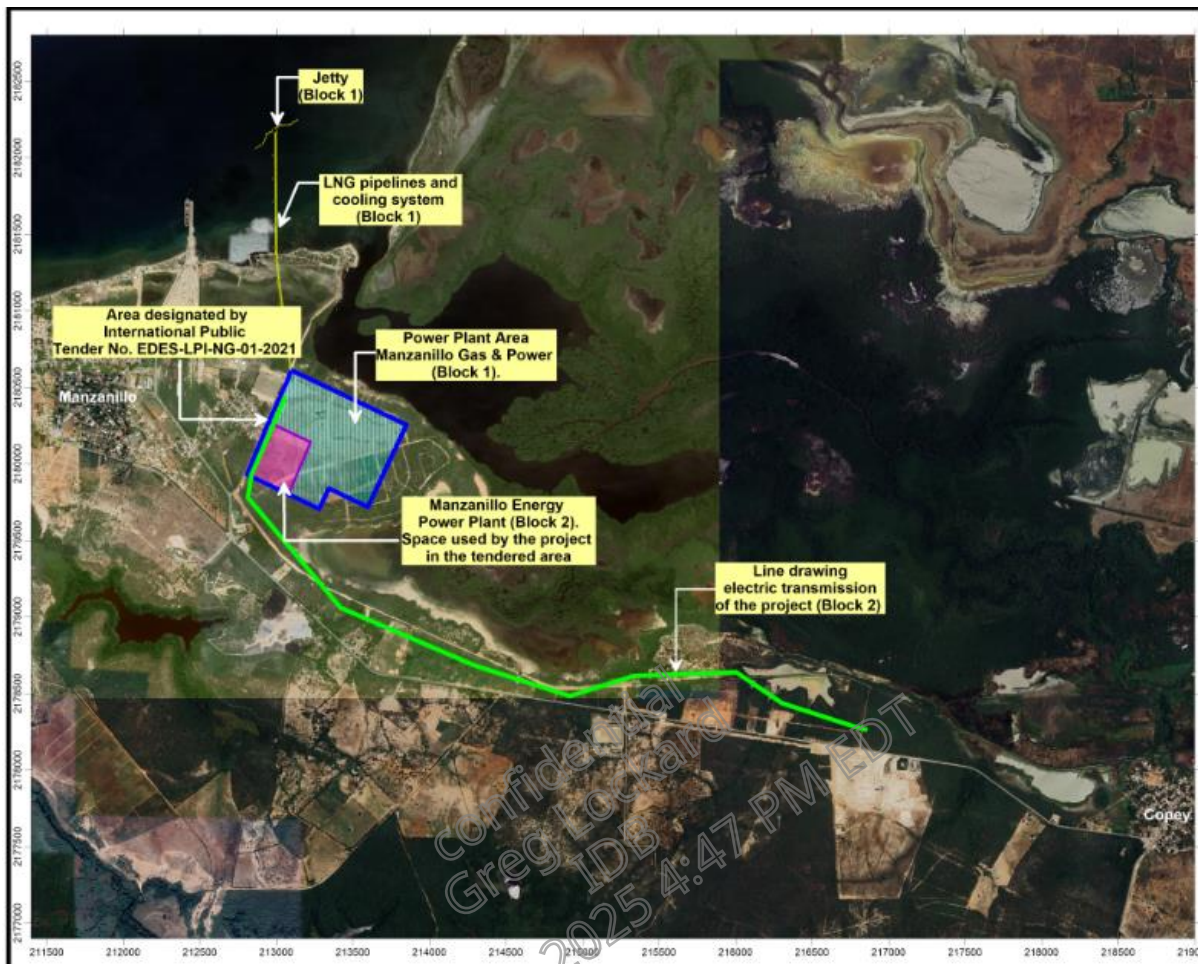 Jetty
(Block 1)
LNG pipelines and
cooling system
(Block 1)
Area designated by
International Public
Tender No. EDES-LPI-NG-01-2021
Power Plant Area
Manzanillo Gas & Power
(Block 1).
Manzanillo
Manzanillo Energy
Power Plant (Block 2).
Space used by the project
in the tendered area
Line drawing
electric transmission
of the project (Block 2)
Copey
Confidential
Greg Lockard
IDB
2025 4:47 PM EDT
2182500
2182000
2181500
2181000
2180500
2180000
2179500
2179000
2178500
2178000
2177500
2177000
211500 212000 212500 213000 213500 214000 214500 215000 215500 216000 216500 217000 217500 218000 218500